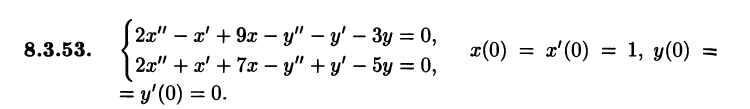 8.3.53. { 2x″ − x′ + 9x − y″ − y′ − 3y = 0,
2x″ + x′ + 7x − y″ + y′ − 5y = 0, x(0) = x′(0) = 1, y(0) =
= y′(0) = 0.